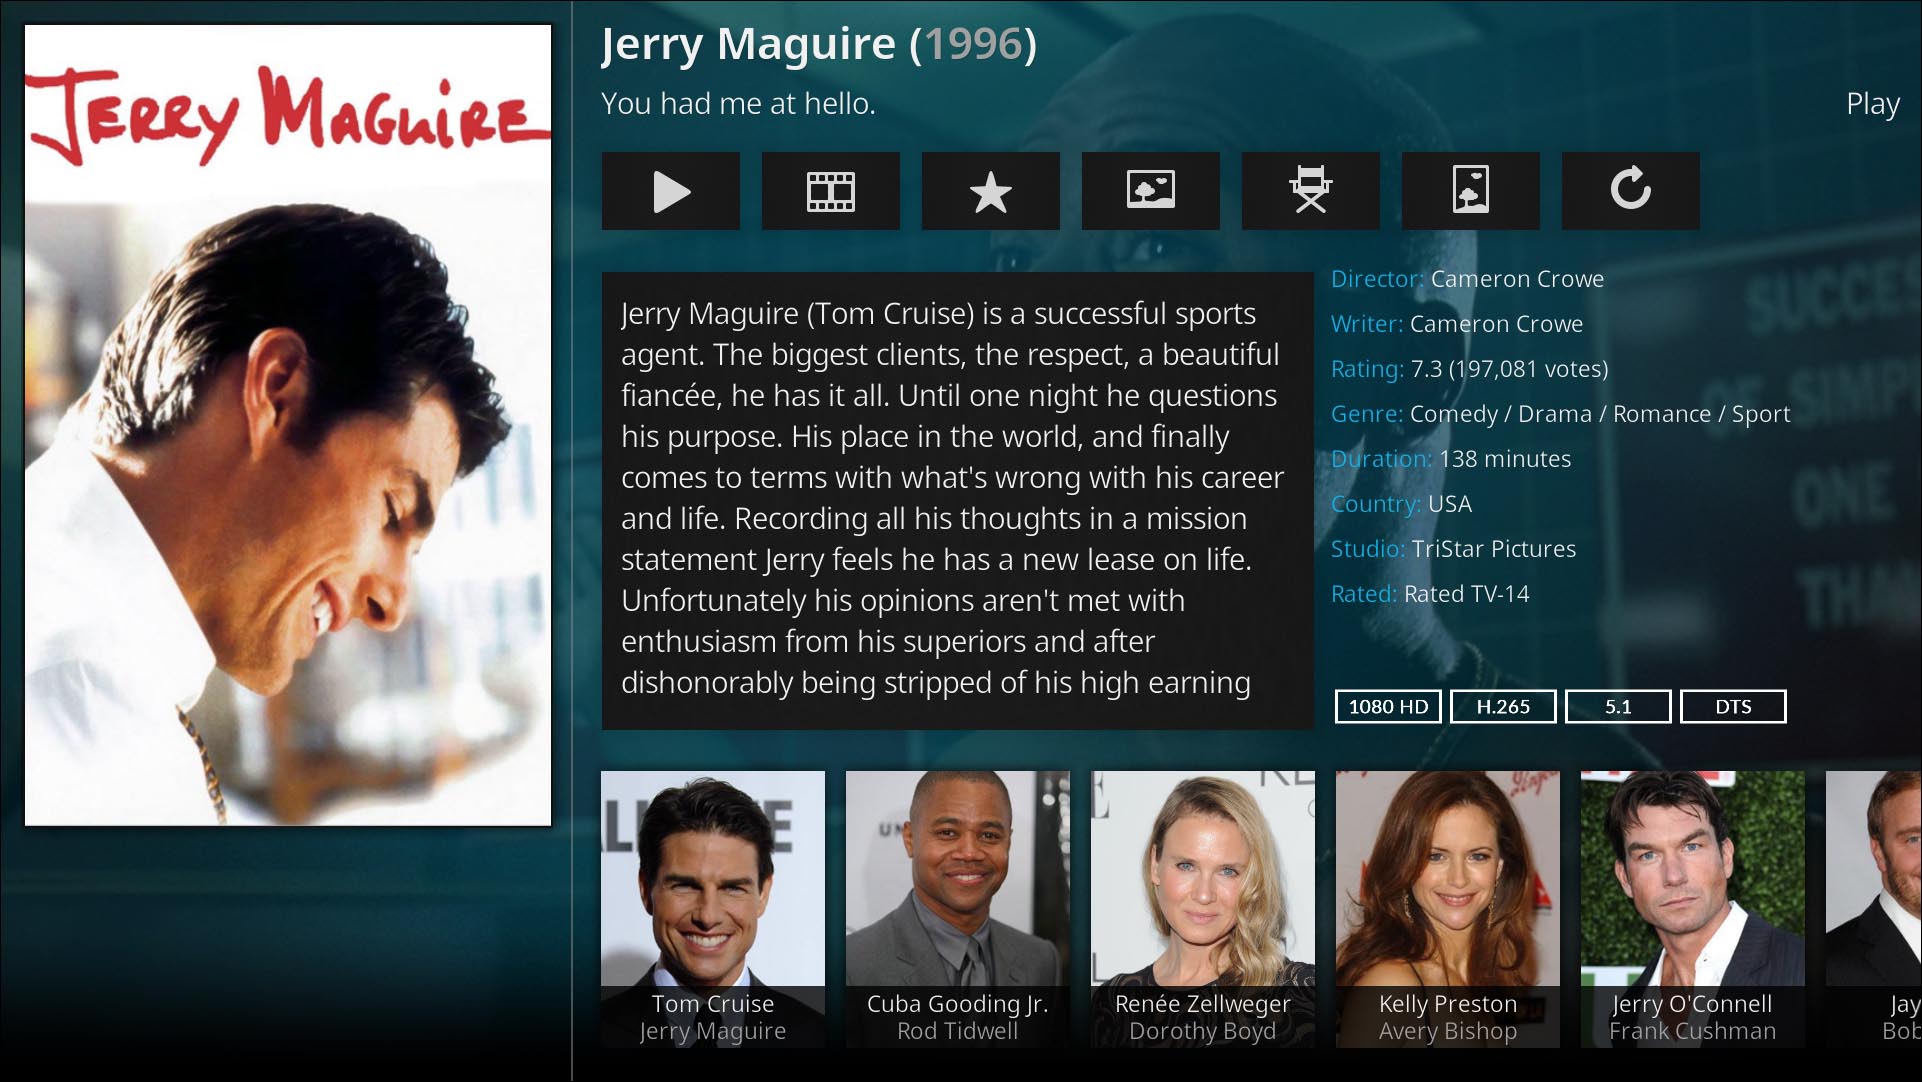 JERRY MAGUIRE
Jerry Maguire (1996)
You had me at hello.
Play
Jerry Maguire (Tom Cruise) is a successful sports
agent. The biggest clients, the respect, a beautiful
fiancée, he has it all. Until one night he questions
his purpose. His place in the world, and finally
comes to terms with what's wrong with his career
and life. Recording all his thoughts in a mission
statement Jerry feels he has a new lease on life.
Unfortunately his opinions aren't met with
enthusiasm from his superiors and after
dishonorably being stripped of his high earning
Director: Cameron Crowe
Writer: Cameron Crowe
Rating: 7.3 (197,081 votes)
Genre: Comedy / Drama / Romance / Sport
Duration: 138 minutes
Country: USA
Studio: TriStar Pictures
Rated: Rated TV-14
SUCCES
OF SIMPL
ONE
THA
1080 HD
H.265
5.1
DTS
Tom Cruise
Jerry Maguire
Cuba Gooding Jr.
Rod Tidwell
Renée Zellweger
Dorothy Boyd
Kelly Preston
Avery Bishop
Jerry O'Connell
Frank Cushman
Jay
Bob